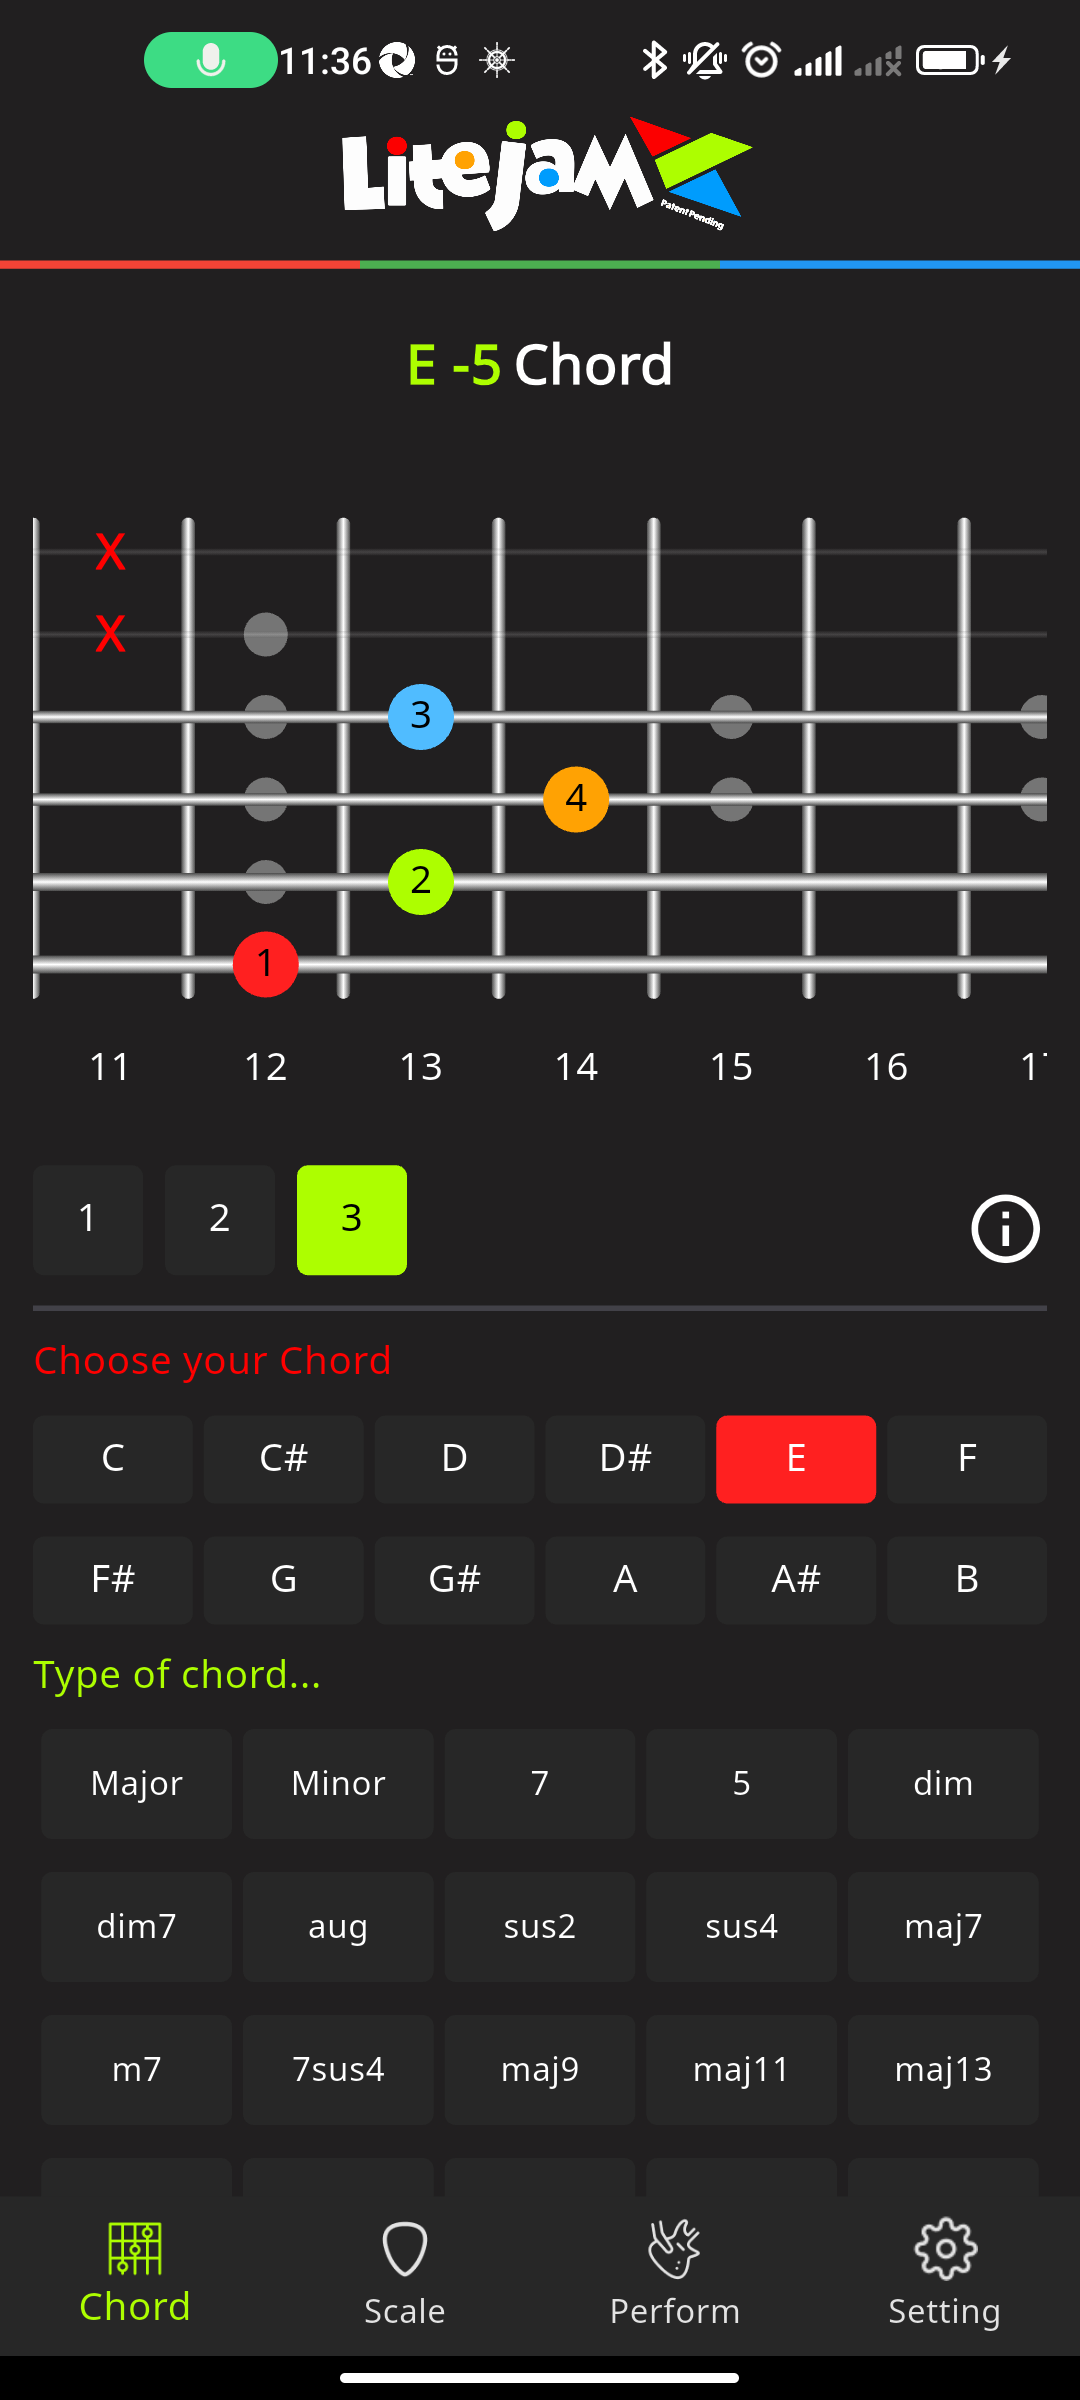 11:36
Litejam
Patent Pending
E -5 Chord
X
X
3
4
2
1
11 12 13 14 15 16
1 2 3
Choose your Chord
C C# D D# E F
F# G G# A A# B
Type of chord...
Major Minor 7 5 dim
dim7 aug sus2 sus4 maj7
m7 7sus4 maj9 maj11 maj13
Chord Scale Perform Setting